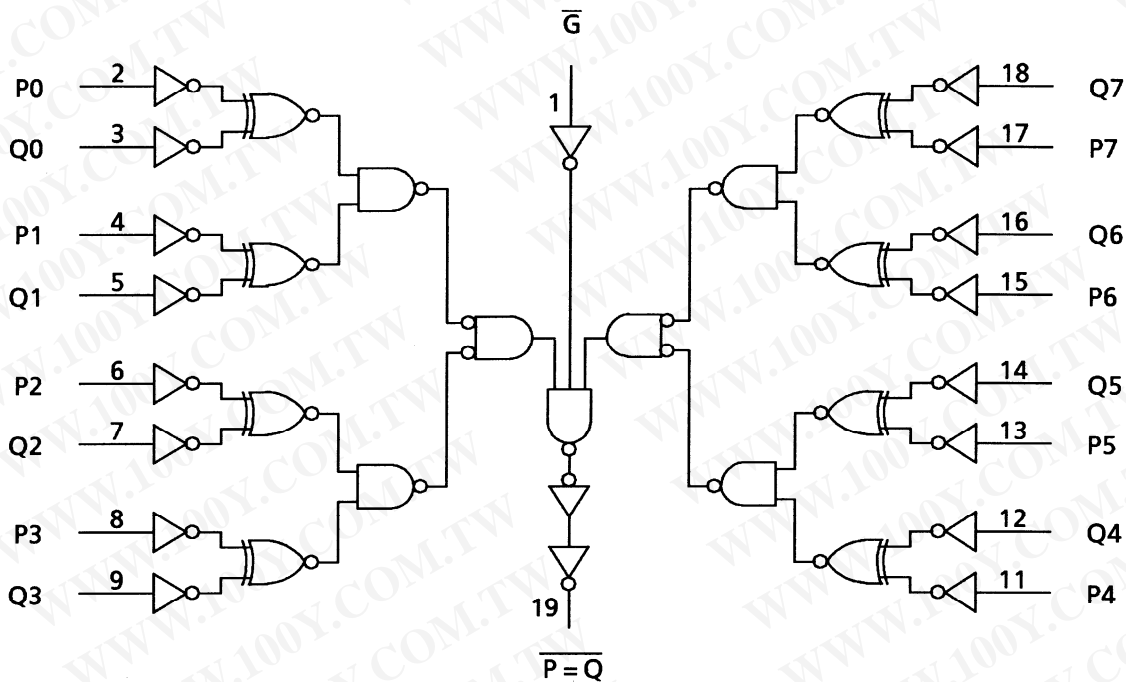 G̅
1
P0 2
Q0 3
P1 4
Q1 5
P2 6
Q2 7
P3 8
Q3 9
18 Q7
17 P7
16 Q6
15 P6
14 Q5
13 P5
12 Q4
11 P4
19
P̅ ̅=̅ ̅Q̅
WWW.100Y.COM.TW